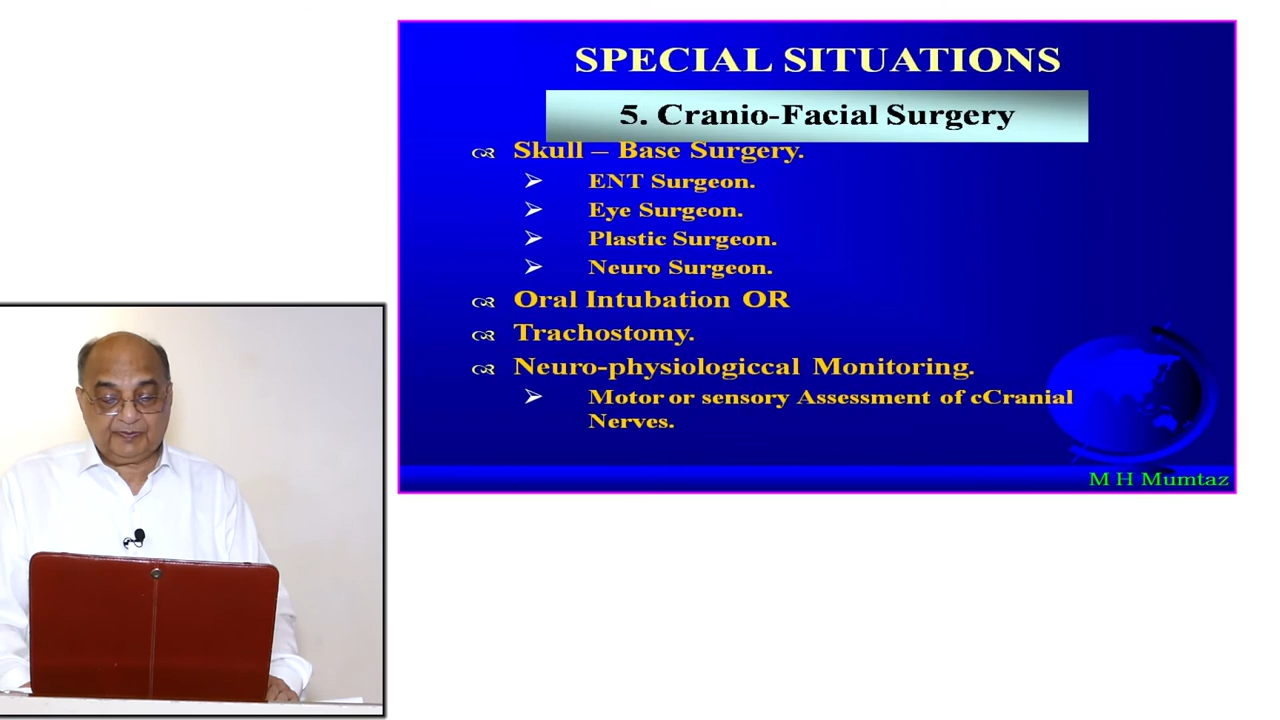 SPECIAL SITUATIONS
5. Cranio-Facial Surgery
Skull – Base Surgery.
ENT Surgeon.
Eye Surgeon.
Plastic Surgeon.
Neuro Surgeon.
Oral Intubation OR
Trachostomy.
Neuro-physiologiccal Monitoring.
Motor or sensory Assessment of cCranial
Nerves.
M H Mumtaz